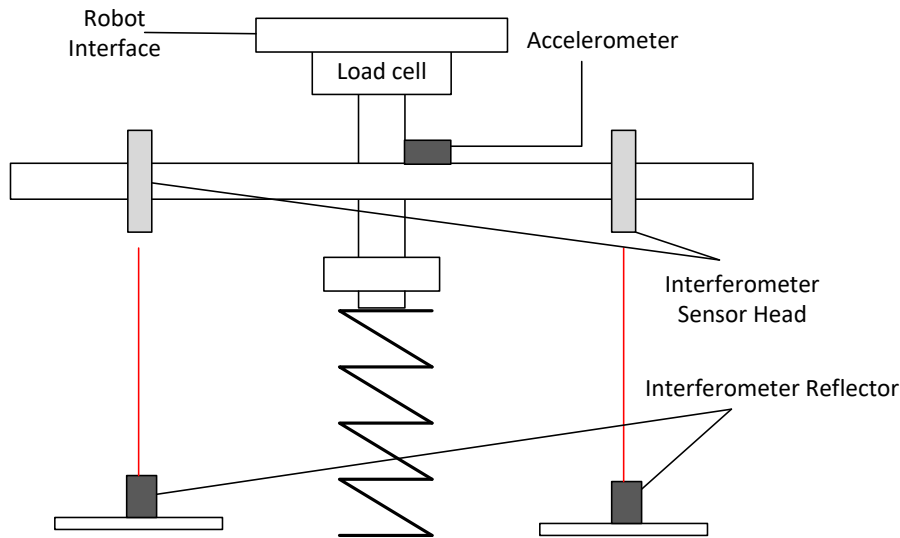 Robot
Interface
Load cell
Accelerometer
Interferometer
Sensor Head
Interferometer Reflector